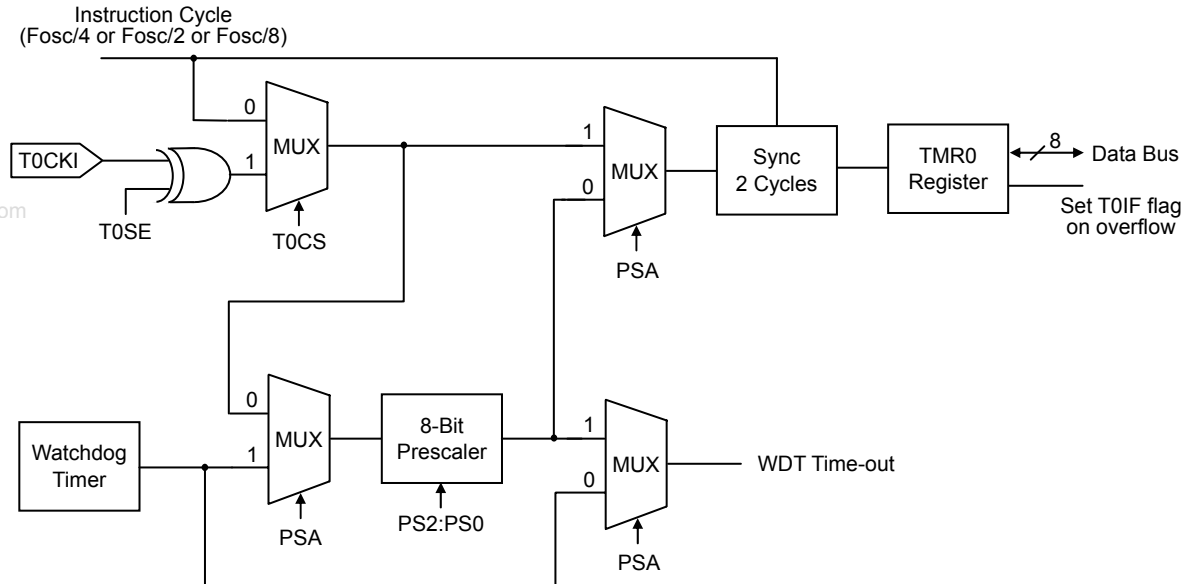 Instruction Cycle
(Fosc/4 or Fosc/2 or Fosc/8)
0
MUX
1
T0CKI
T0SE
T0CS
1
MUX
0
PSA
Sync
2 Cycles
TMR0
Register
8
Data Bus
Set T0IF flag
on overflow
om
0
MUX
1
PSA
Watchdog
Timer
8-Bit
Prescaler
PS2:PS0
1
MUX
0
PSA
WDT Time-out